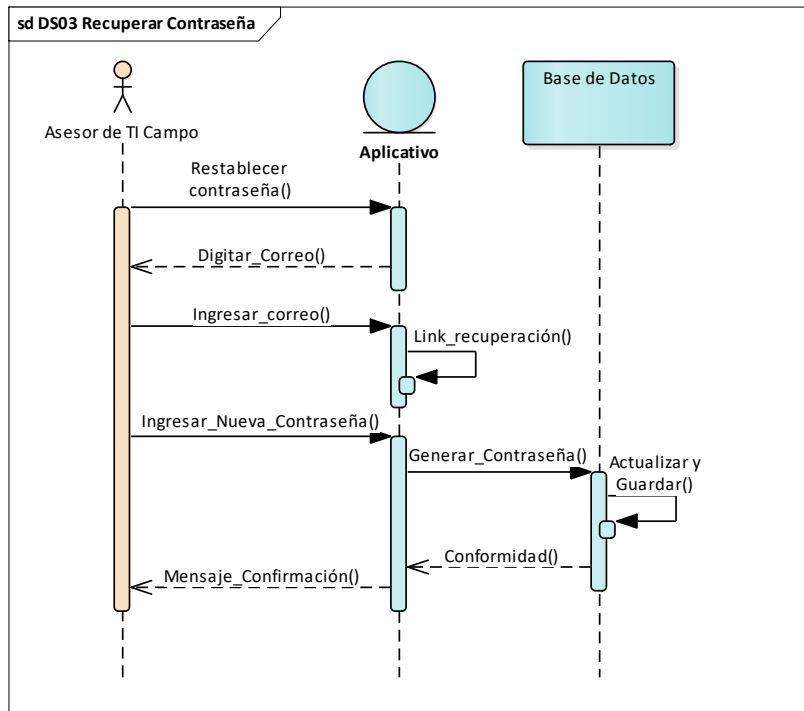 sd DS03 Recuperar Contraseña
Asesor de TI Campo
Aplicativo
Base de Datos
Restablecer
contraseña()
Digitar_Correo()
Ingresar_correo()
Link_recuperación()
Ingresar_Nueva_Contraseña()
Generar_Contraseña()
Actualizar y
Guardar()
Conformidad()
Mensaje_Confirmación()